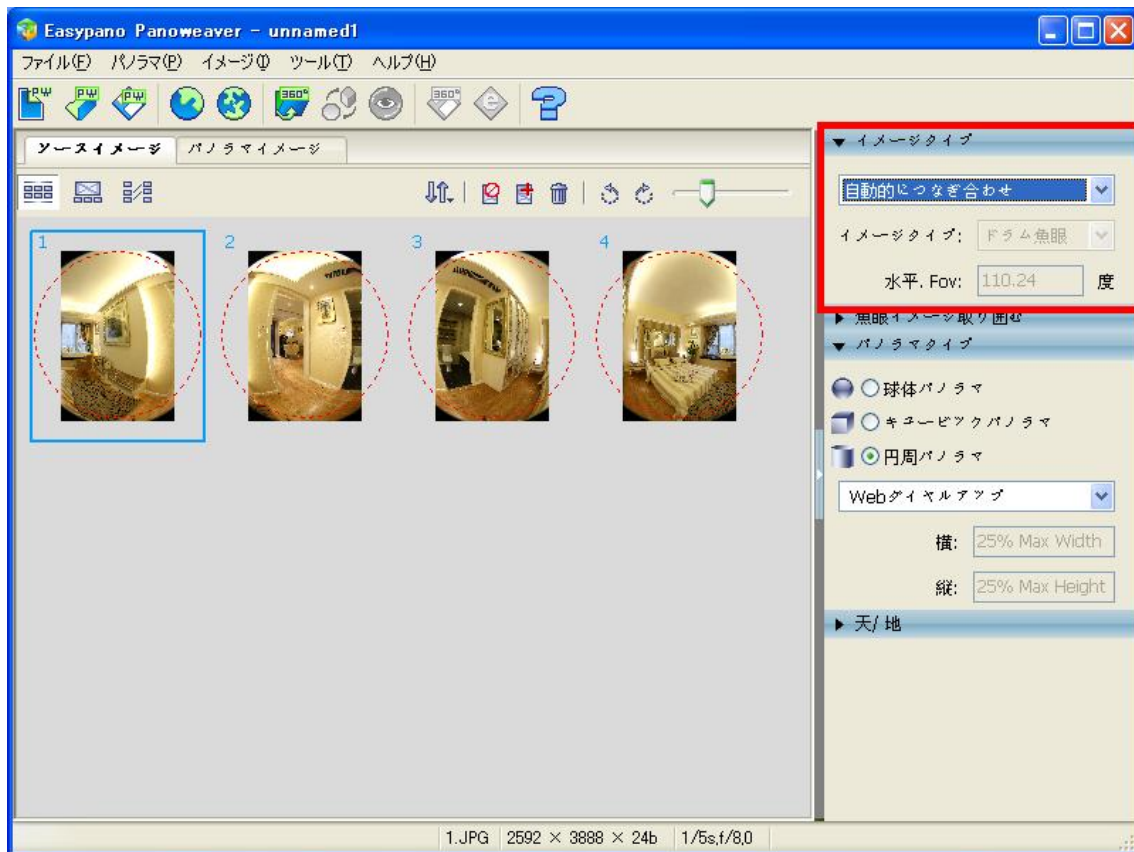 Easypano Panoweaver - unnamed1
ファイル(F) パノラマ(P) イメージ(I) ツール(T) ヘルプ(H)
PW PW PW 360° 360° e ?
ソースイメージ パノラマイメージ
1 2 3 4
▼ イメージタイプ
自動的につなぎ合わせ
イメージタイプ: ドラム魚眼
水平. Fov: 110.24 度
▶ 魚眼イメージ取り囲む
▼ パノラマタイプ
球体パノラマ
キュービックパノラマ
円周パノラマ
Webダイヤルアップ
横: 25% Max Width
縦: 25% Max Height
▶ 天/地
1.JPG 2592 × 3888 × 24b 1/5s,f/8.0